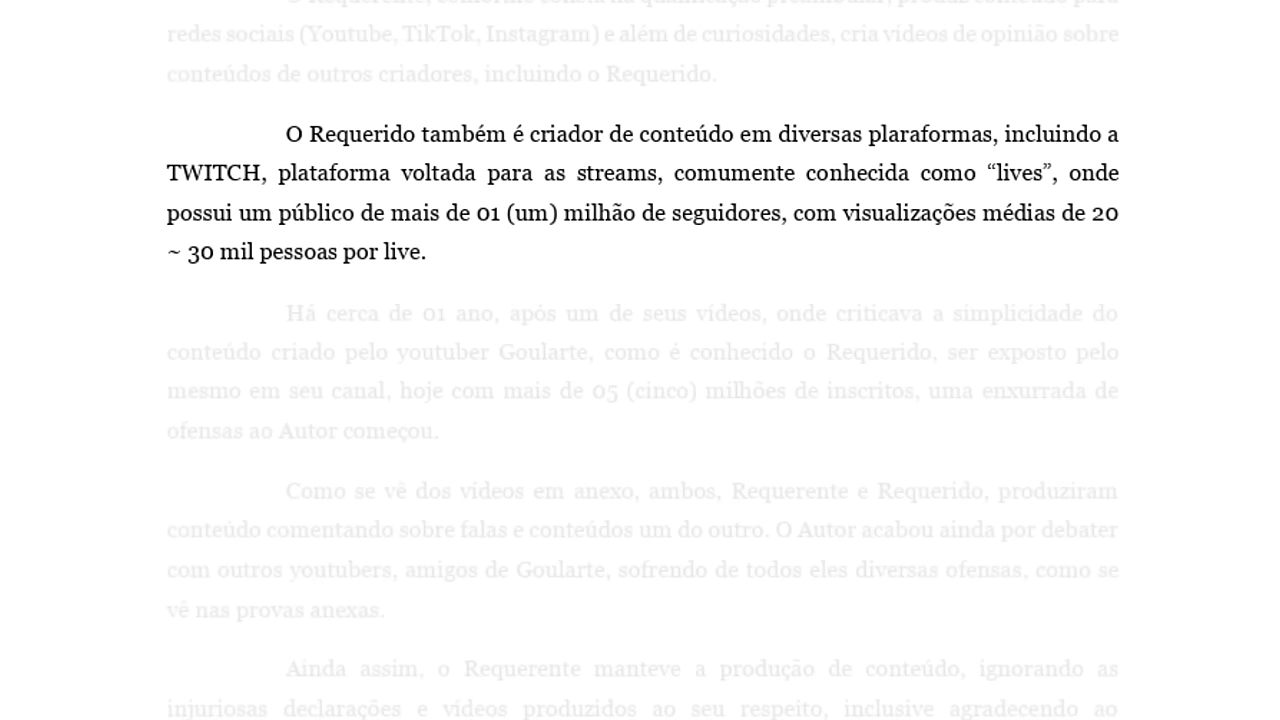 redes sociais (Youtube, TikTok, Instagram) e além de curiosidades, cria vídeos de opinião sobre
conteúdos de outros criadores, incluindo o Requerido.
O Requerido também é criador de conteúdo em diversas plaraformas, incluindo a
TWITCH, plataforma voltada para as streams, comumente conhecida como “lives”, onde
possui um público de mais de 01 (um) milhão de seguidores, com visualizações médias de 20
~ 30 mil pessoas por live.
Há cerca de 01 ano, após um de seus vídeos, onde criticava a simplicidade do
conteúdo criado pelo youtuber Goularte, como é conhecido o Requerido, ser exposto pelo
mesmo em seu canal, hoje com mais de 05 (cinco) milhões de inscritos, uma enxurrada de
ofensas ao Autor começou.
Como se vê dos vídeos em anexo, ambos, Requerente e Requerido, produziram
conteúdo comentando sobre falas e conteúdos um do outro. O Autor acabou ainda por debater
com outros youtubers, amigos de Goularte, sofrendo de todos eles diversas ofensas, como se
vê nas provas anexas.
Ainda assim, o Requerente manteve a produção de conteúdo, ignorando as
injuriosas declarações e vídeos produzidos ao seu respeito, inclusive agradecendo ao